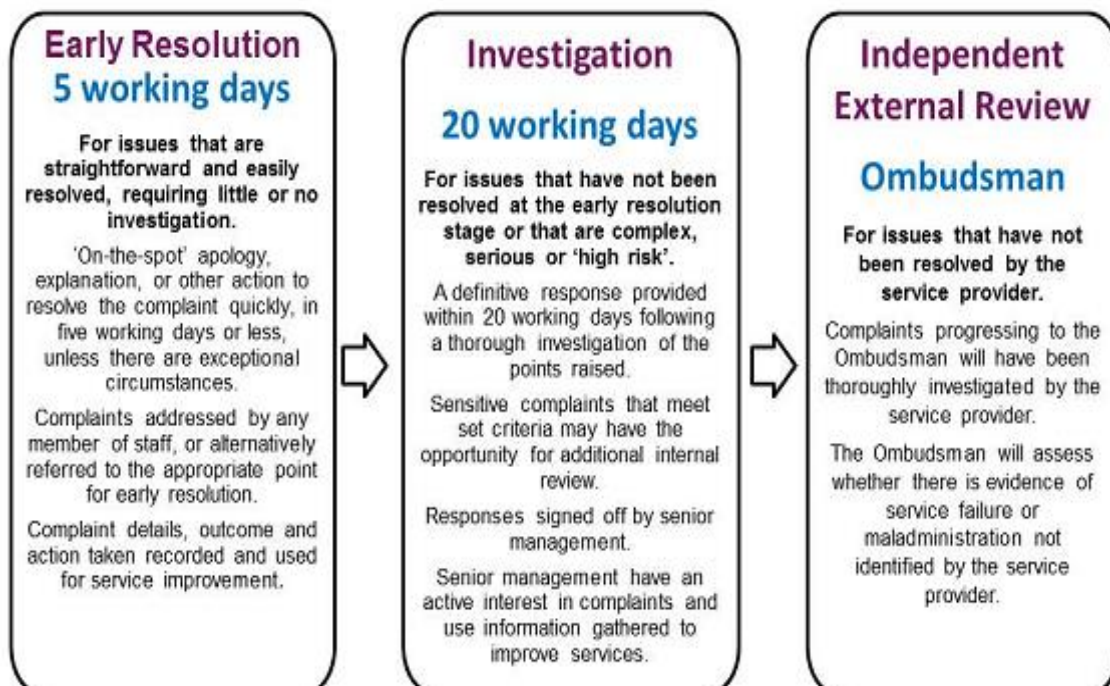 Early Resolution
5 working days
For issues that are
straightforward and easily
resolved, requiring little or no
investigation.
'On-the-spot' apology,
explanation, or other action to
resolve the complaint quickly, in
five working days or less,
unless there are exceptional
circumstances.
Complaints addressed by any
member of staff, or alternatively
referred to the appropriate point
for early resolution.
Complaint details, outcome and
action taken recorded and used
for service improvement.
Investigation
20 working days
For issues that have not been
resolved at the early resolution
stage or that are complex,
serious or 'high risk'.
A definitive response provided
within 20 working days following
a thorough investigation of the
points raised.
Sensitive complaints that meet
set criteria may have the
opportunity for additional internal
review.
Responses signed off by senior
management.
Senior management have an
active interest in complaints and
use information gathered to
improve services.
Independent
External Review
Ombudsman
For issues that have not
been resolved by the
service provider.
Complaints progressing to the
Ombudsman will have been
thoroughly investigated by the
service provider.
The Ombudsman will assess
whether there is evidence of
service failure or
maladministration not
identified by the service
provider.